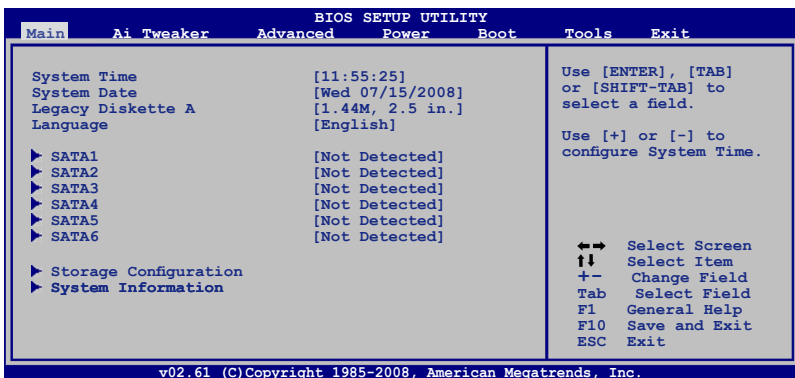 BIOS SETUP UTILITY
Main Ai Tweaker Advanced Power Boot Tools Exit
System Time [11:55:25]
System Date [Wed 07/15/2008]
Legacy Diskette A [1.44M, 2.5 in.]
Language [English]
SATA1 [Not Detected]
SATA2 [Not Detected]
SATA3 [Not Detected]
SATA4 [Not Detected]
SATA5 [Not Detected]
SATA6 [Not Detected]
Storage Configuration
System Information
Use [ENTER], [TAB]
or [SHIFT-TAB] to
select a field.
Use [+] or [-] to
configure System Time.
←→ Select Screen
↑↓ Select Item
+- Change Field
Tab Select Field
F1 General Help
F10 Save and Exit
ESC Exit
v02.61 (C)Copyright 1985-2008, American Megatrends, Inc.